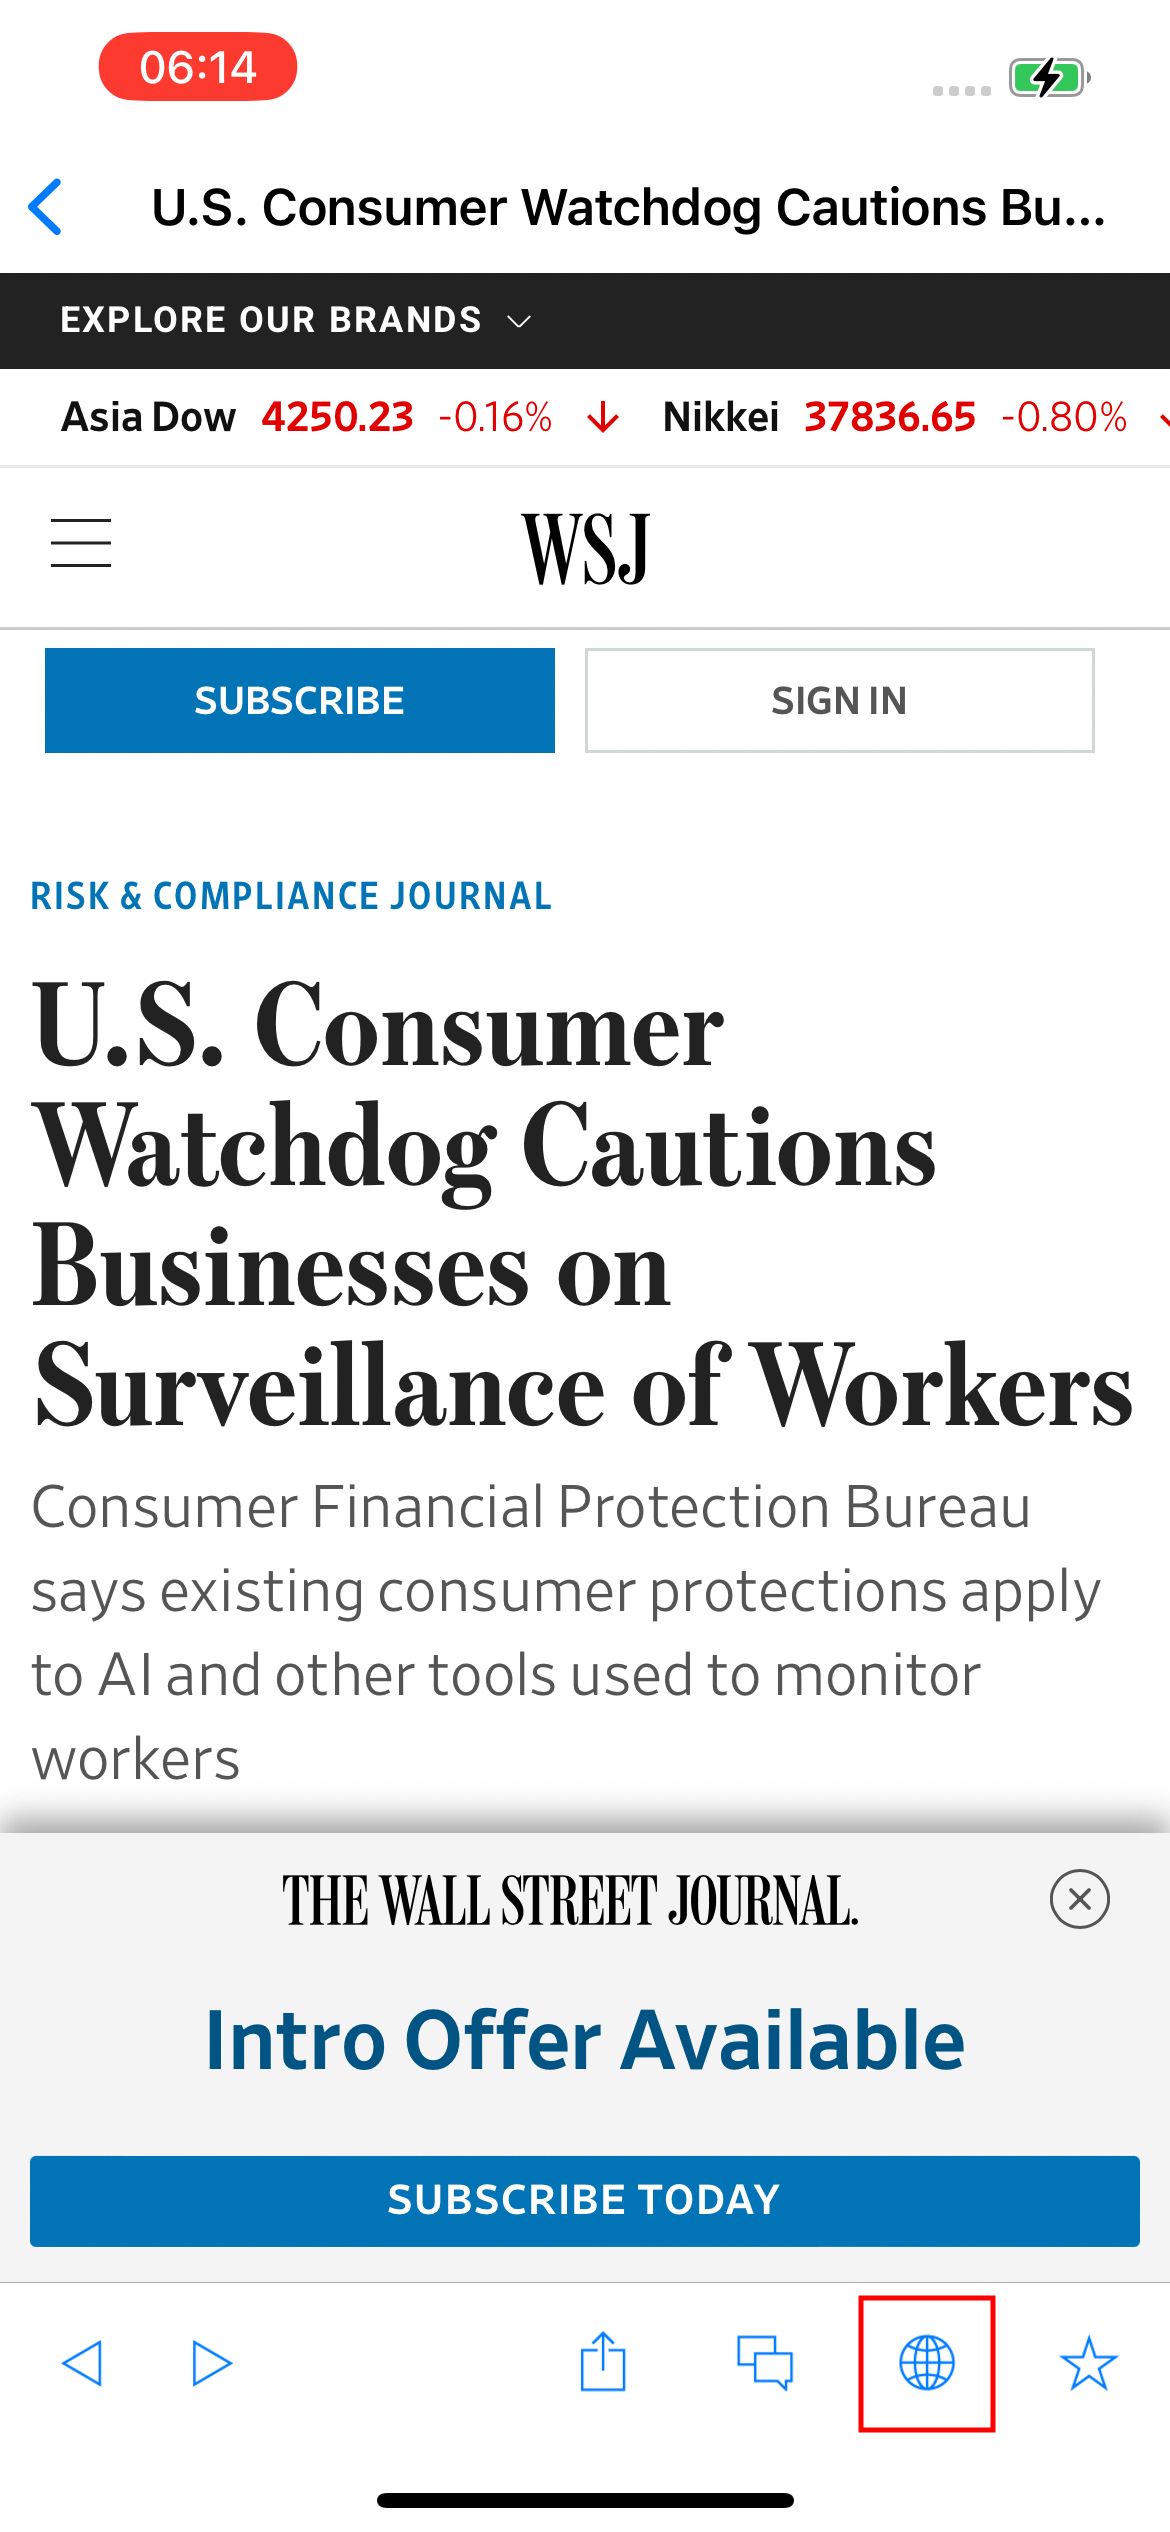 06:14
U.S. Consumer Watchdog Cautions Bu...
EXPLORE OUR BRANDS
Asia Dow 4250.23 -0.16% Nikkei 37836.65 -0.80%
WSJ
SUBSCRIBE SIGN IN
RISK & COMPLIANCE JOURNAL
U.S. Consumer
Watchdog Cautions
Businesses on
Surveillance of Workers
Consumer Financial Protection Bureau
says existing consumer protections apply
to AI and other tools used to monitor
workers
THE WALL STREET JOURNAL.
Intro Offer Available
SUBSCRIBE TODAY